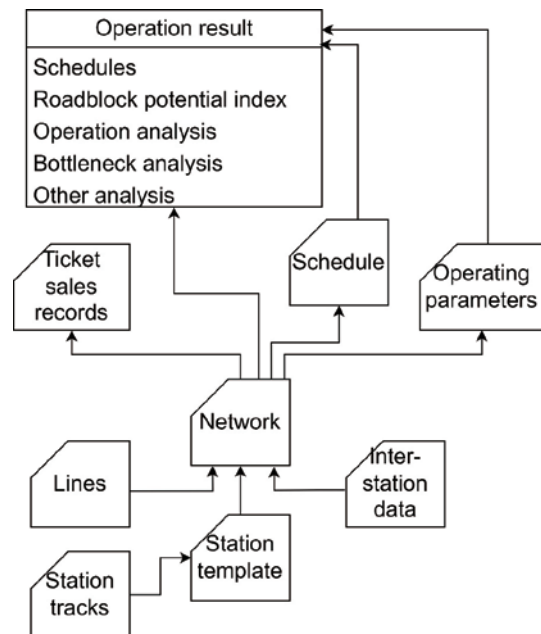 Operation result
Schedules
Roadblock potential index
Operation analysis
Bottleneck analysis
Other analysis
Ticket
sales
records
Schedule
Operating
parameters
Network
Lines
Inter-
station
data
Station
template
Station
tracks